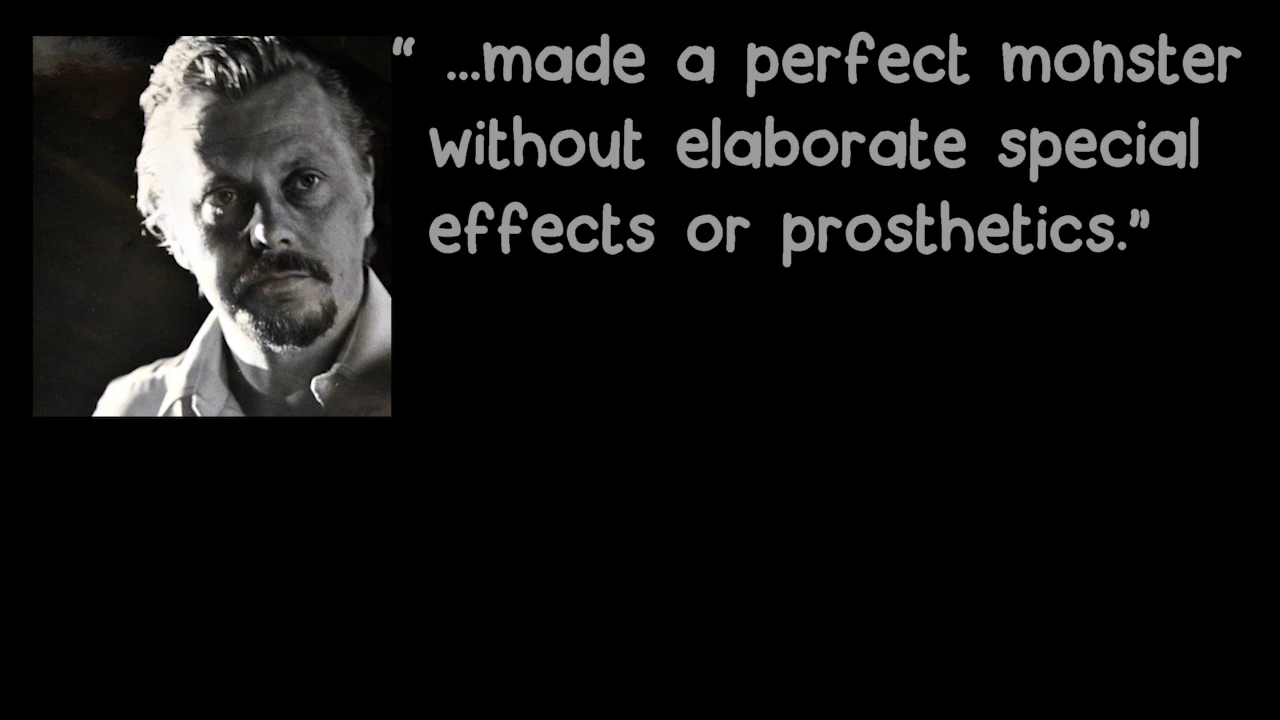 “ ...made a perfect monster
without elaborate special
effects or prosthetics.”